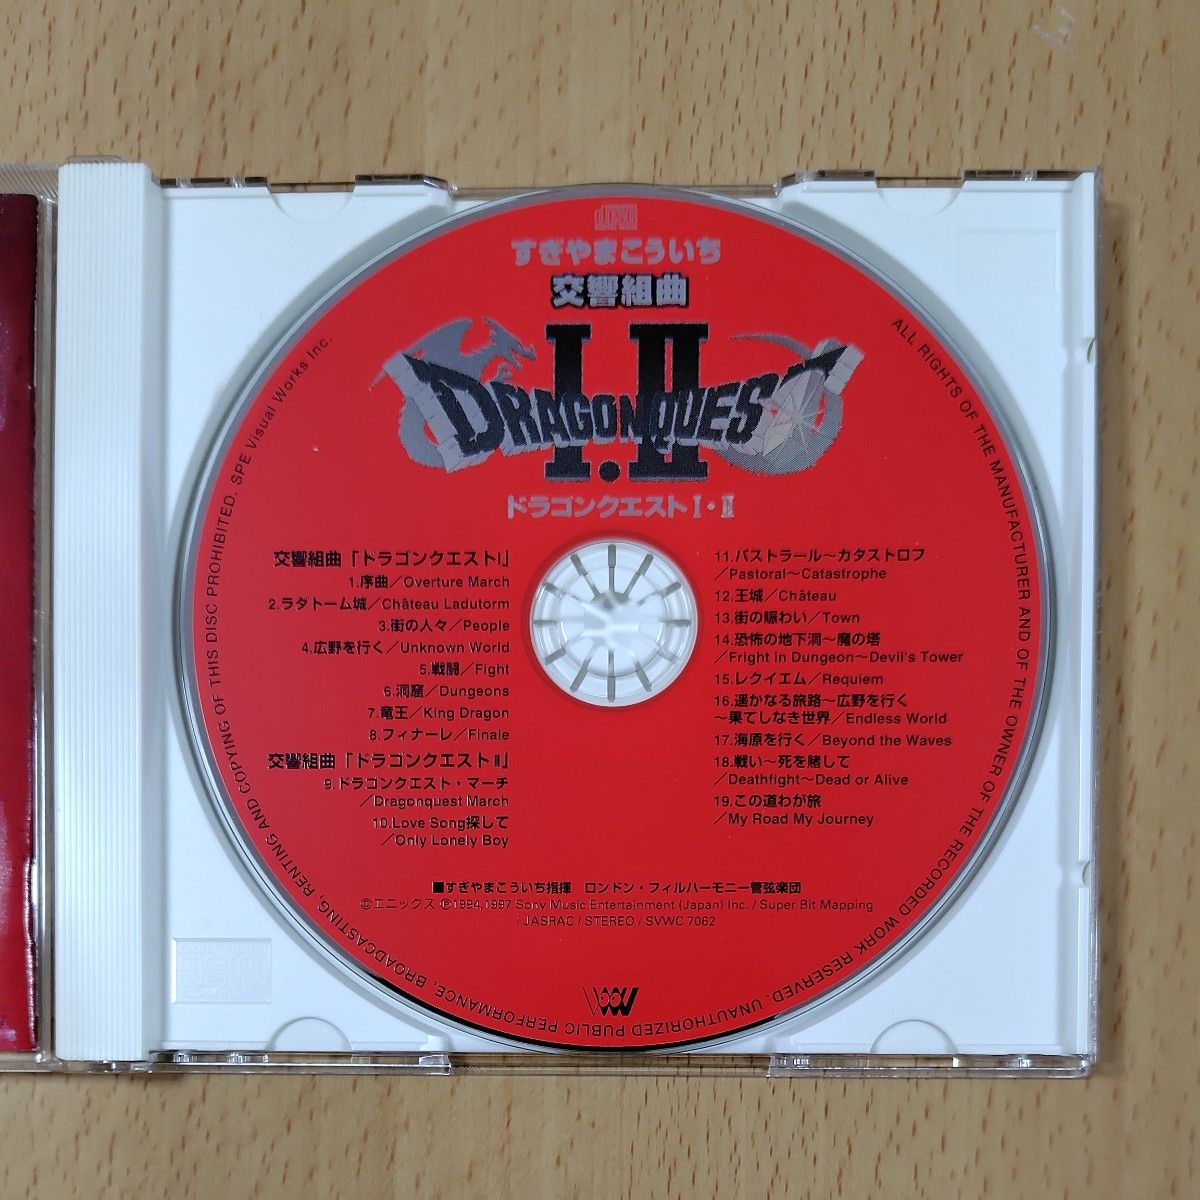 すぎやまこういち
交響組曲
I.II
DRAGON QUEST
ドラゴンクエストI・II
交響組曲「ドラゴンクエストI」
1.序曲／Overture March
2.ラダトーム城／Château Ladutorm
3.街の人々／People
4.広野を行く／Unknown World
5.戦闘／Fight
6.洞窟／Dungeons
7.竜王／King Dragon
8.フィナーレ／Finale
交響組曲「ドラゴンクエストII」
9.ドラゴンクエスト・マーチ
／Dragonquest March
10.Love Song探して
／Only Lonely Boy
11.パストラール〜カタストロフ
／Pastoral〜Catastrophe
12.王城／Château
13.街の賑わい／Town
14.恐怖の地下洞〜魔の塔
／Fright in Dungeon〜Devil's Tower
15.レクイエム／Requiem
16.遥かなる旅路〜広野を行く
〜果てしなき世界／Endless World
17.海原を行く／Beyond the Waves
18.戦い〜死を賭して
／Deathfight〜Dead or Alive
19.この道わが旅
／My Road My Journey
■すぎやまこういち指揮　ロンドン・フィルハーモニー管弦楽団
©エニックス ℗1994,1997 Sony Music Entertainment (Japan) Inc. / Super Bit Mapping
/ JASRAC / STEREO / SVWC 7062
ALL RIGHTS OF THE MANUFACTURER AND OF THE OWNER OF THE RECORDED WORK RESERVED. UNAUTHORIZED PUBLIC PERFORMANCE, BROADCASTING, RENTING AND COPYING OF THIS DISC PROHIBITED. SPE Visual Works Inc.